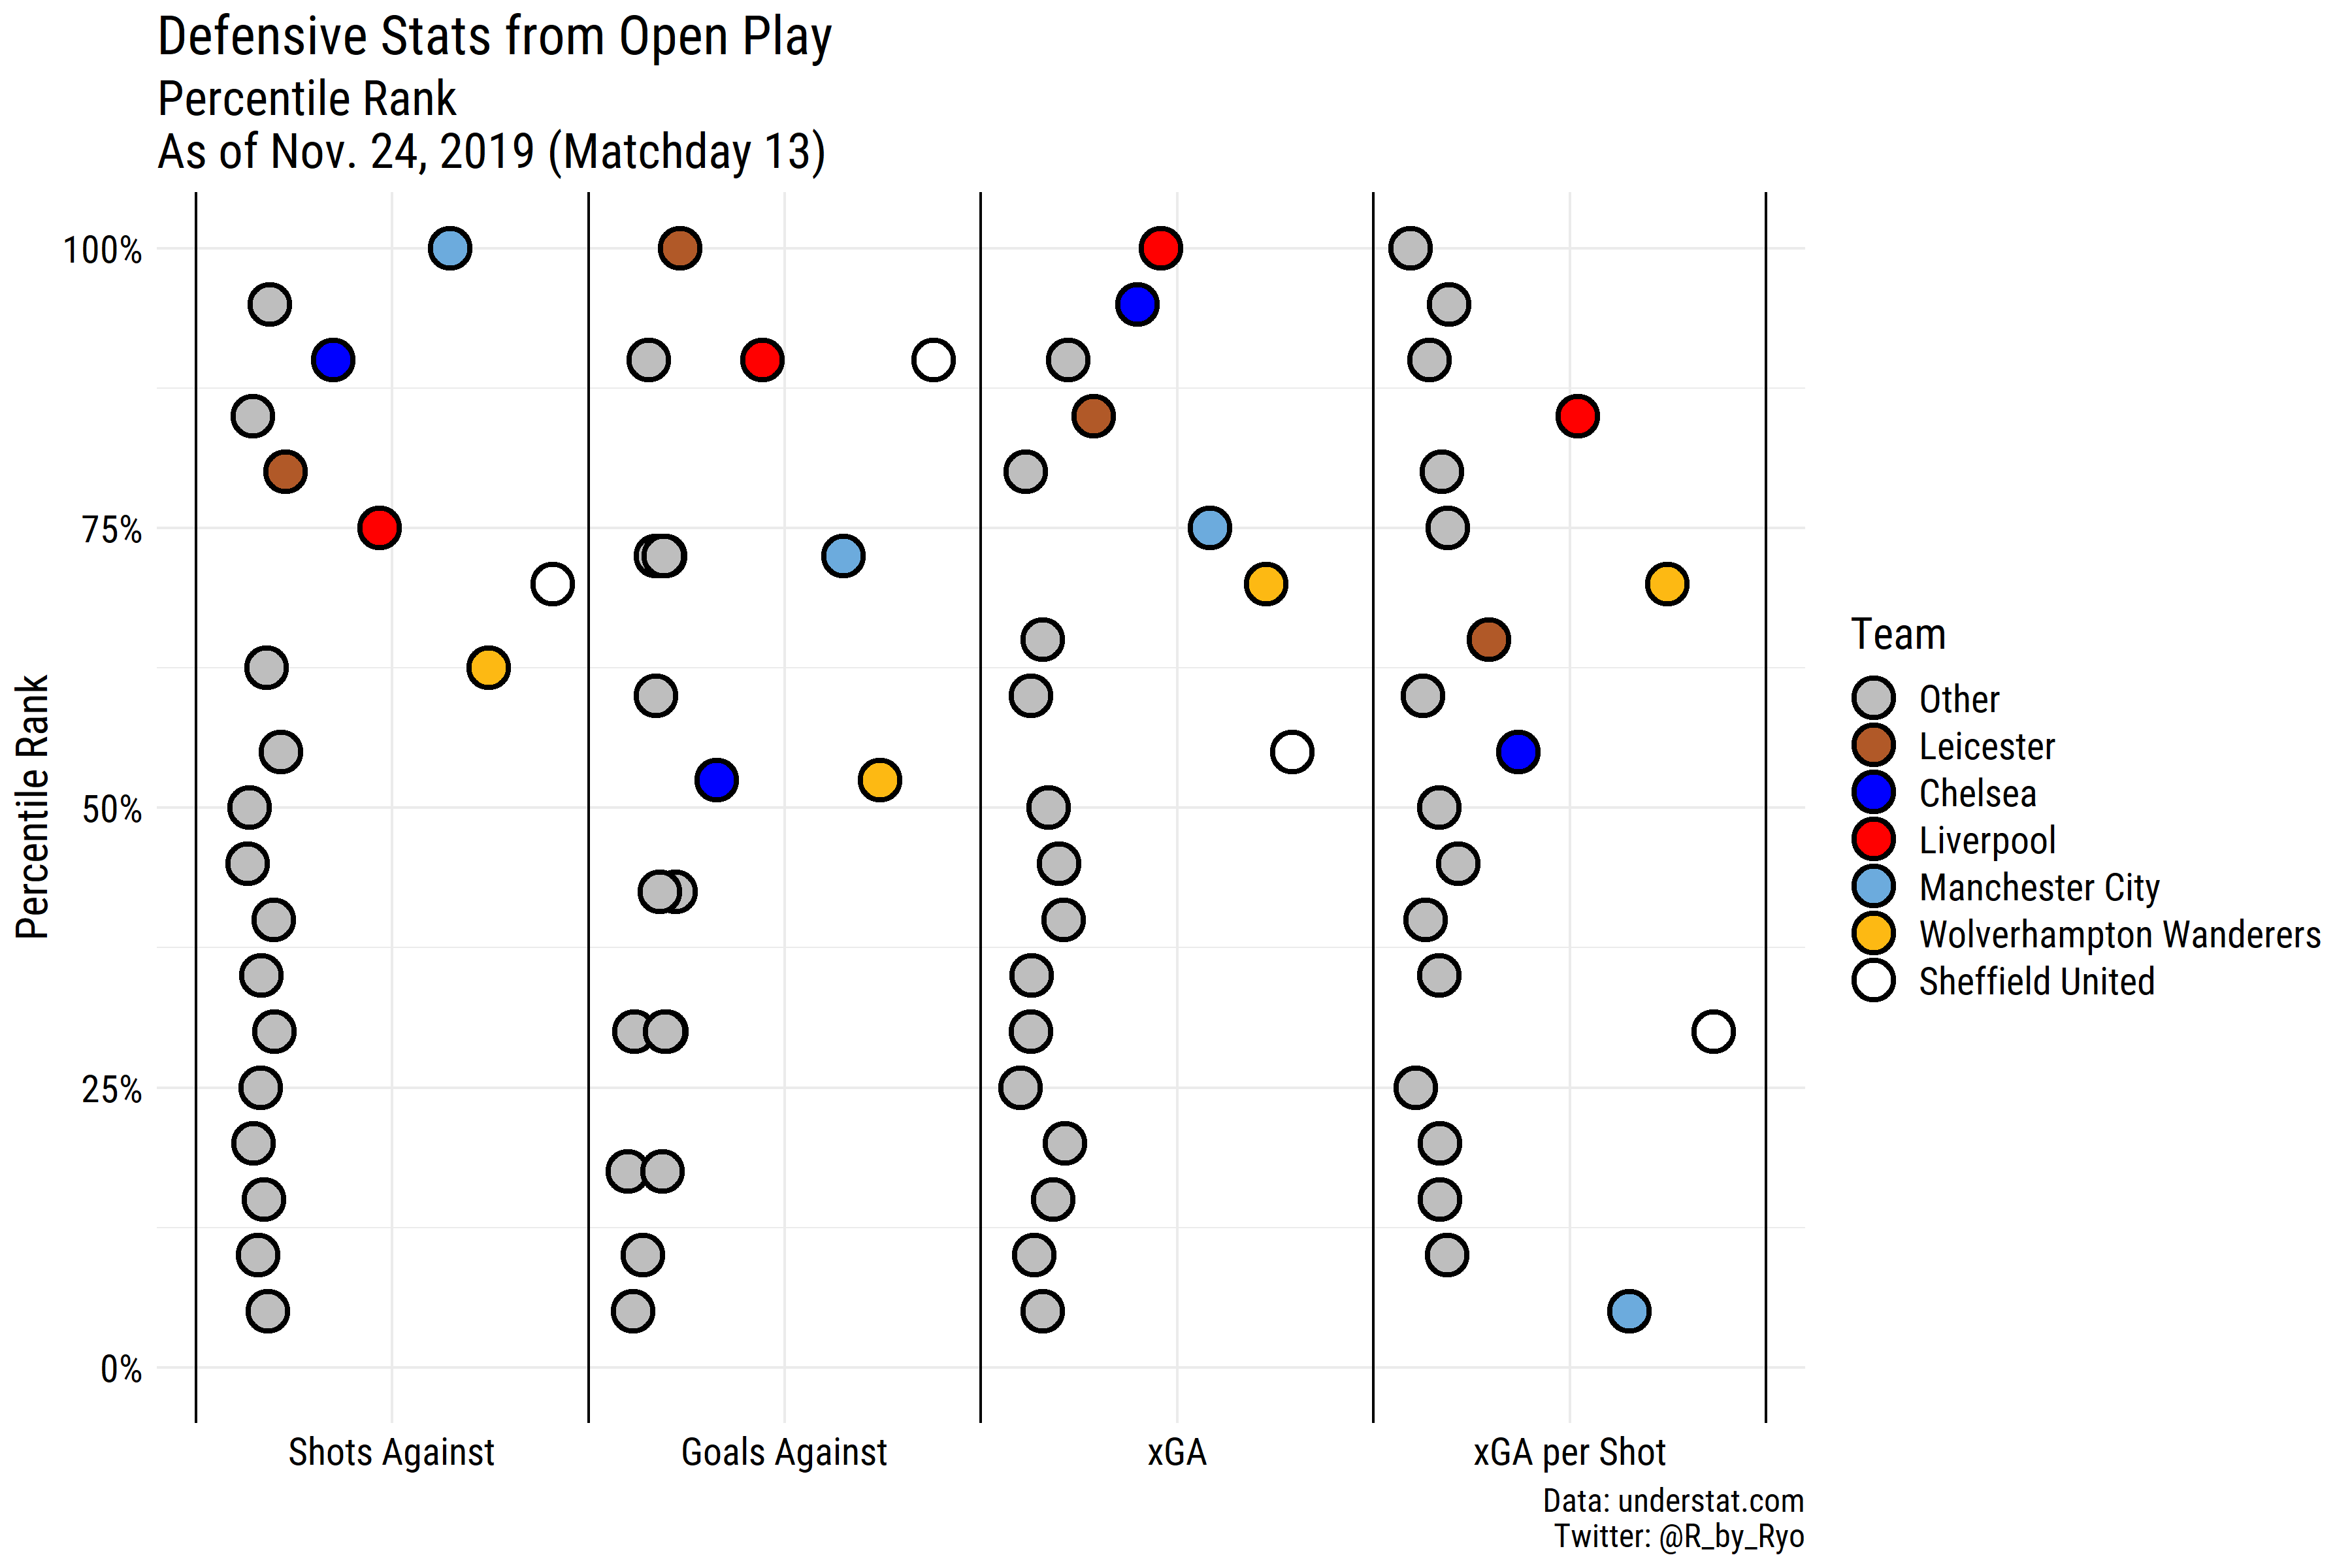 Defensive Stats from Open Play
Percentile Rank
As of Nov. 24, 2019 (Matchday 13)
Percentile Rank
100%
75%
50%
25%
0%
Shots Against
Goals Against
xGA
xGA per Shot
Team
Other
Leicester
Chelsea
Liverpool
Manchester City
Wolverhampton Wanderers
Sheffield United
Data: understat.com
Twitter: @R_by_Ryo